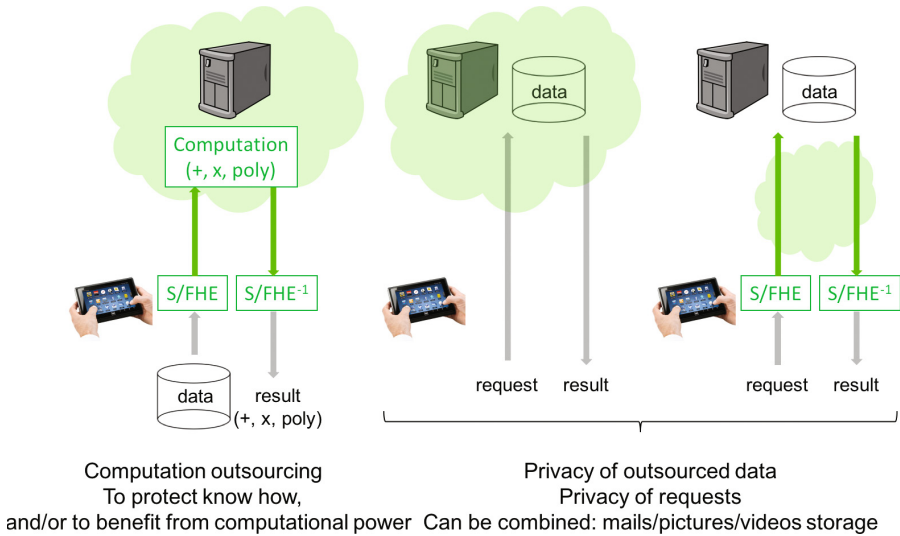 Computation
(+, x, poly)
S/FHE
S/FHE-1
data
result
(+, x, poly)
Computation outsourcing
To protect know how,
and/or to benefit from computational power
data
request
result
data
S/FHE
S/FHE-1
request
result
Privacy of outsourced data
Privacy of requests
Can be combined: mails/pictures/videos storage